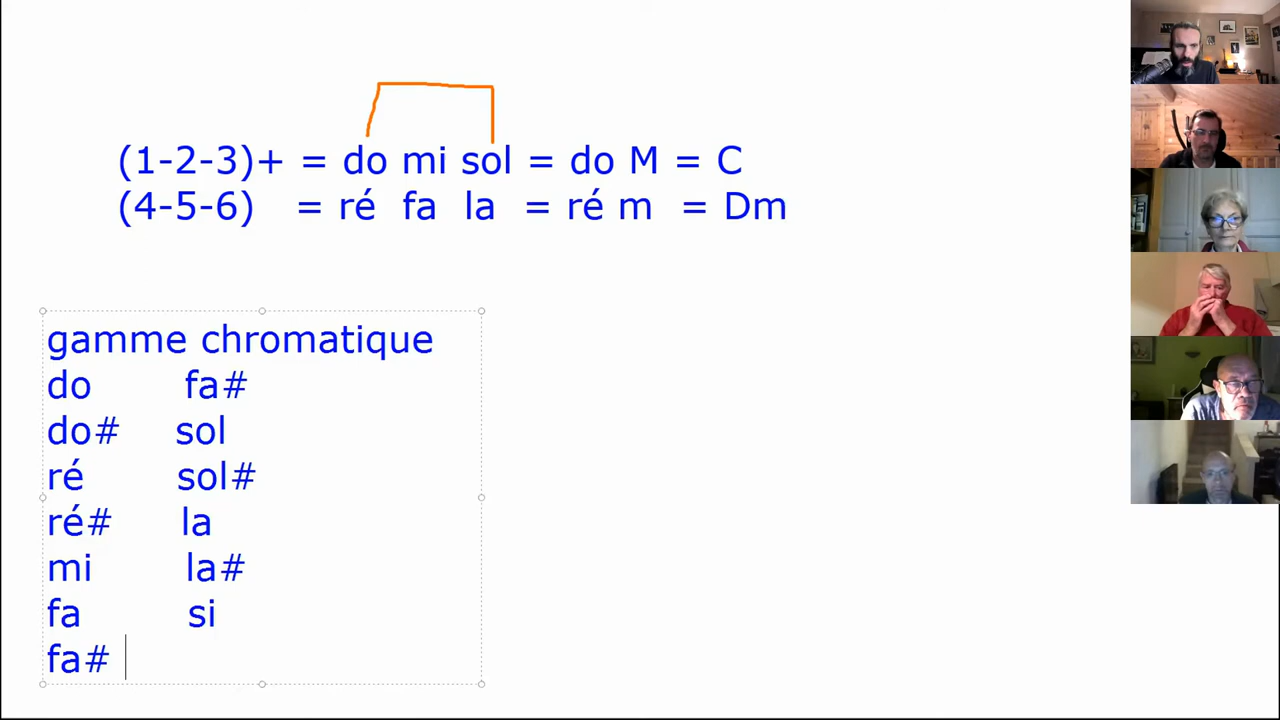 (1-2-3)+ = do mi sol = do M = C
(4-5-6) = ré fa la = ré m = Dm
gamme chromatique
do fa#
do# sol
ré sol#
ré# la
mi la#
fa si
fa#